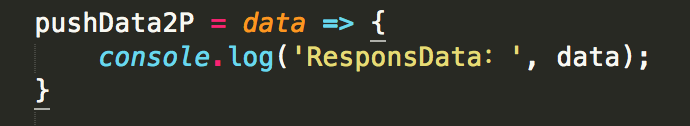 pushData2P = data => {
    console.log('ResponsData: ', data);
}